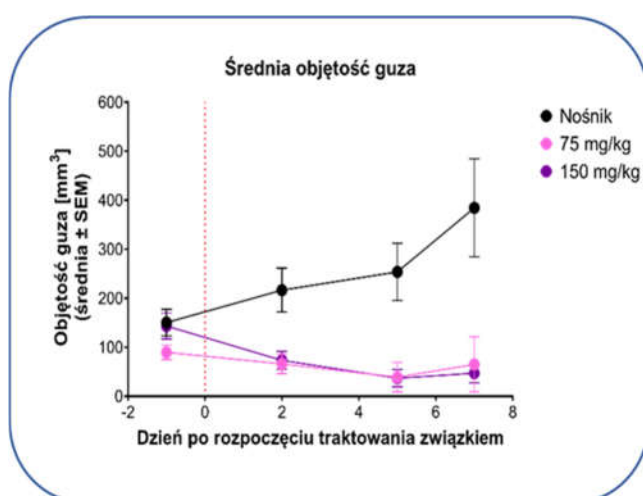 Średnia objętość guza
600
500
400
300
200
100
0
-2
0
2
4
6
8
Objętość guza [mm³]
(średnia ± SEM)
Dzień po rozpoczęciu traktowania związkiem
Nośnik
75 mg/kg
150 mg/kg